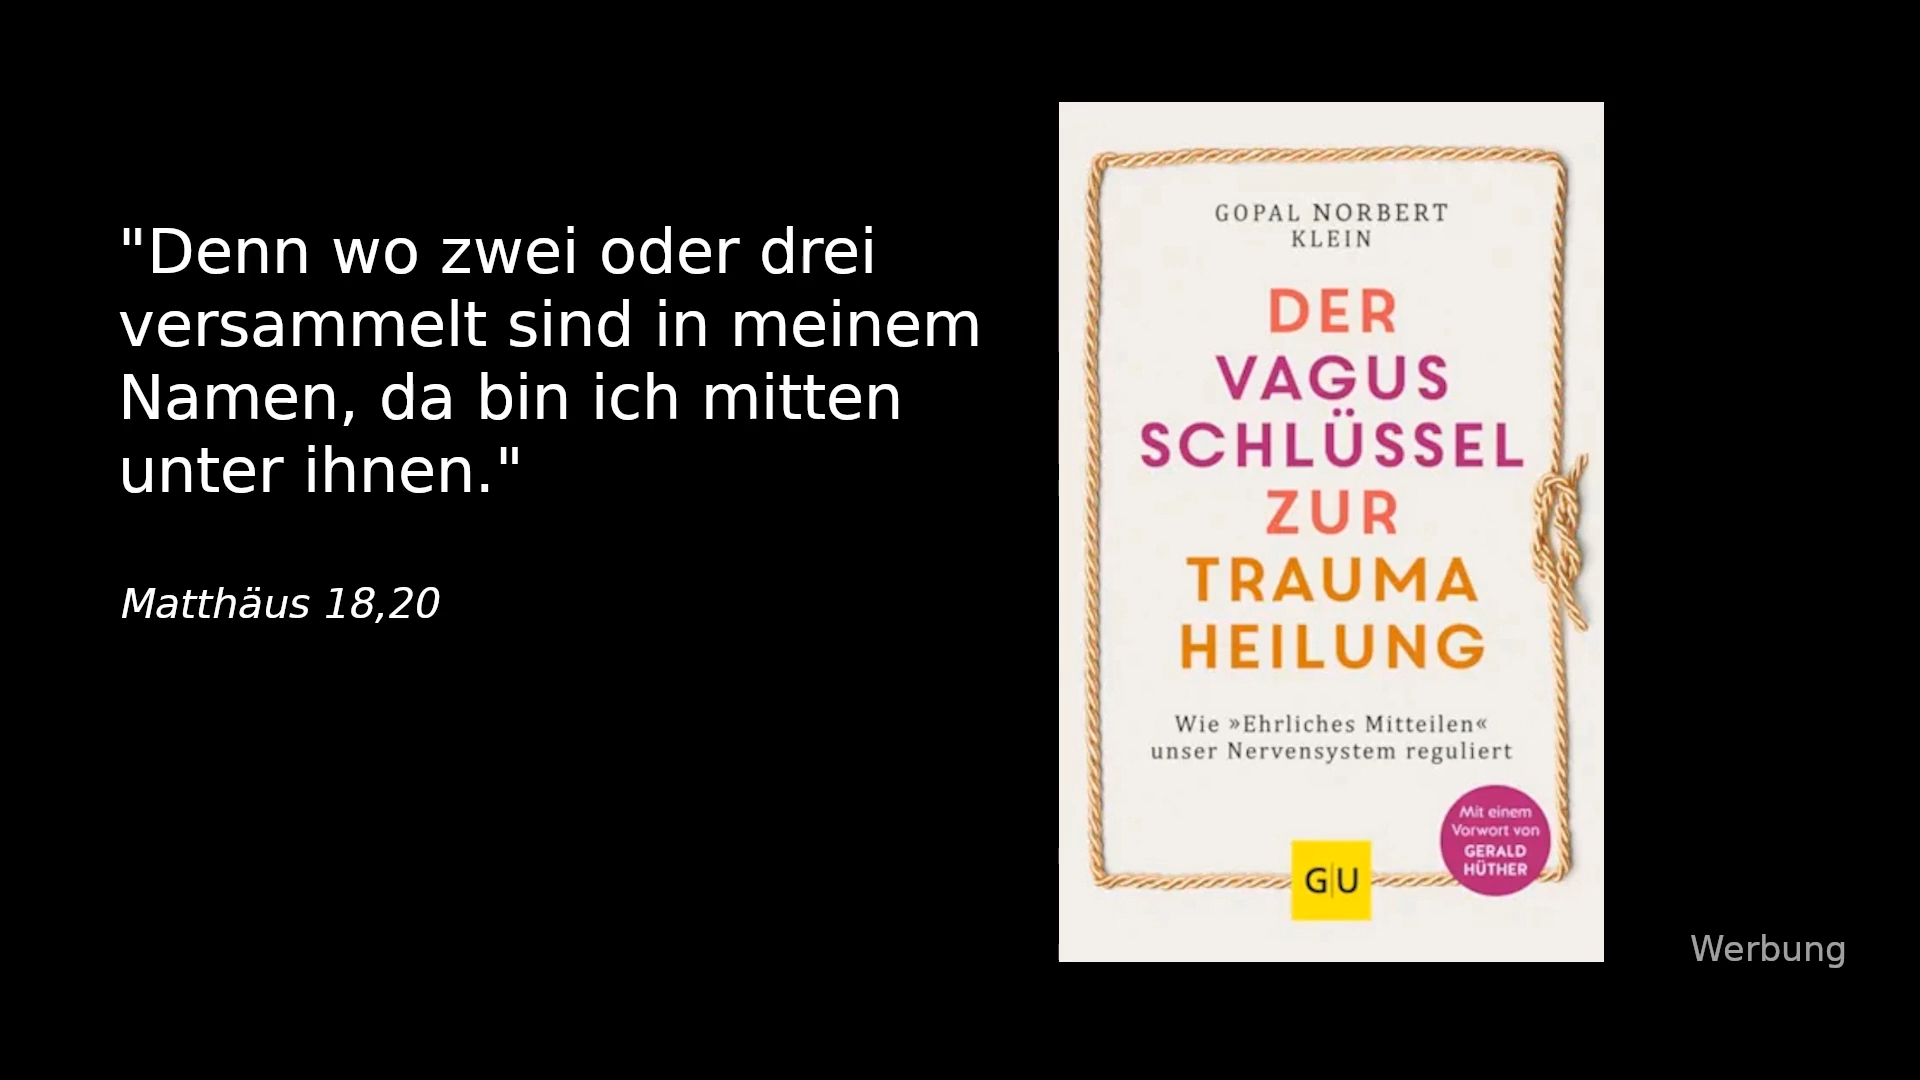 "Denn wo zwei oder drei
versammelt sind in meinem
Namen, da bin ich mitten
unter ihnen."
Matthäus 18,20
GOPAL NORBERT
KLEIN
DER
VAGUS
SCHLÜSSEL
ZUR
TRAUMA
HEILUNG
Wie »Ehrliches Mitteilen«
unser Nervensystem reguliert
Mit einem
Vorwort von
GERALD
HÜTHER
G|U
Werbung